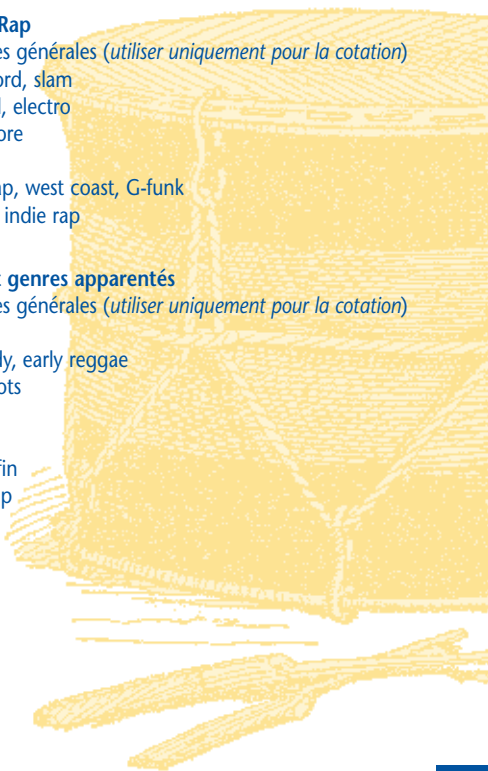 Rap
es générales (utiliser uniquement pour la cotation)
ord, slam
l, electro
ore
ap, west coast, G-funk
indie rap
t genres apparentés
es générales (utiliser uniquement pour la cotation)
ly, early reggae
ots
fin
p